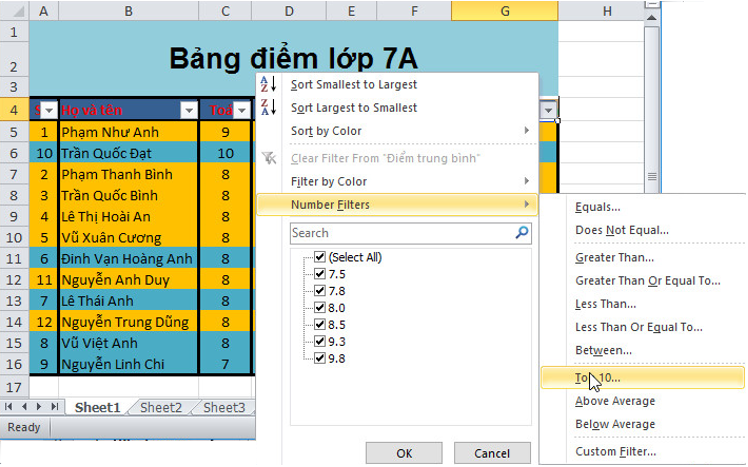 A B C D E F G H
1
2 Bảng điểm lớp 7A
3
4 S Họ và tên Toá
5 1 Phạm Như Anh 9
6 10 Trần Quốc Đạt 10
7 2 Phạm Thanh Bình 8
8 3 Trần Quốc Bình 8
9 4 Lê Thị Hoài An 8
10 5 Vũ Xuân Cương 8
11 6 Đinh Vạn Hoàng Anh 8
12 11 Nguyễn Anh Duy 8
13 7 Lê Thái Anh 8
14 12 Nguyễn Trung Dũng 8
15 8 Vũ Việt Anh 8
16 9 Nguyễn Linh Chi 7
17
Sheet1 Sheet2 Sheet3
Ready
Sort Smallest to Largest
Sort Largest to Smallest
Sort by Color
Clear Filter From "Điểm trung bình"
Filter by Color
Number Filters
Search
(Select All)
7.5
7.8
8.0
8.5
9.3
9.8
OK Cancel
Equals...
Does Not Equal...
Greater Than...
Greater Than Or Equal To...
Less Than...
Less Than Or Equal To...
Between...
Top 10...
Above Average
Below Average
Custom Filter...